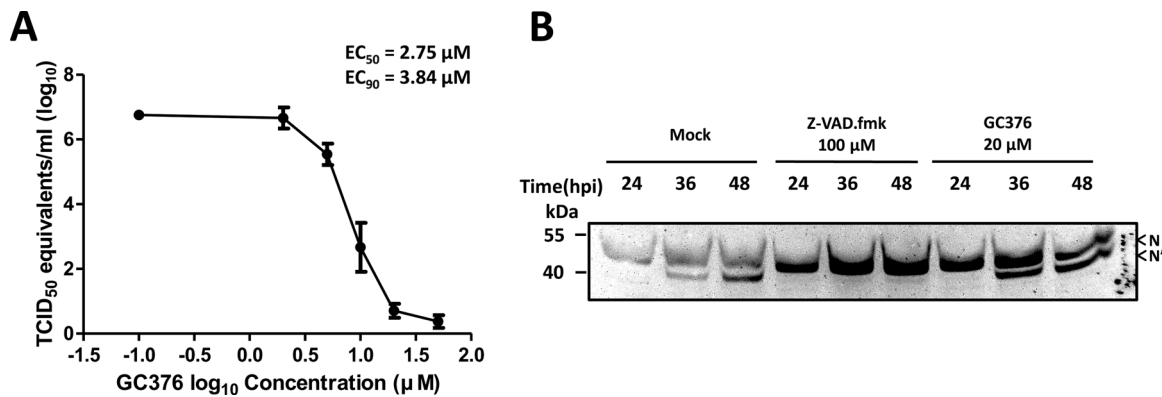 A
EC50 = 2.75 µM
EC90 = 3.84 µM
TCID50 equivalents/ml (log10)
8
6
4
2
0
-1.5 -1.0 -0.5 0.0 0.5 1.0 1.5 2.0
GC376 log10 Concentration (µM)
B
Mock Z-VAD.fmk GC376
100 µM 20 µM
Time(hpi) 24 36 48 24 36 48 24 36 48
kDa
55
40
<N
<N'